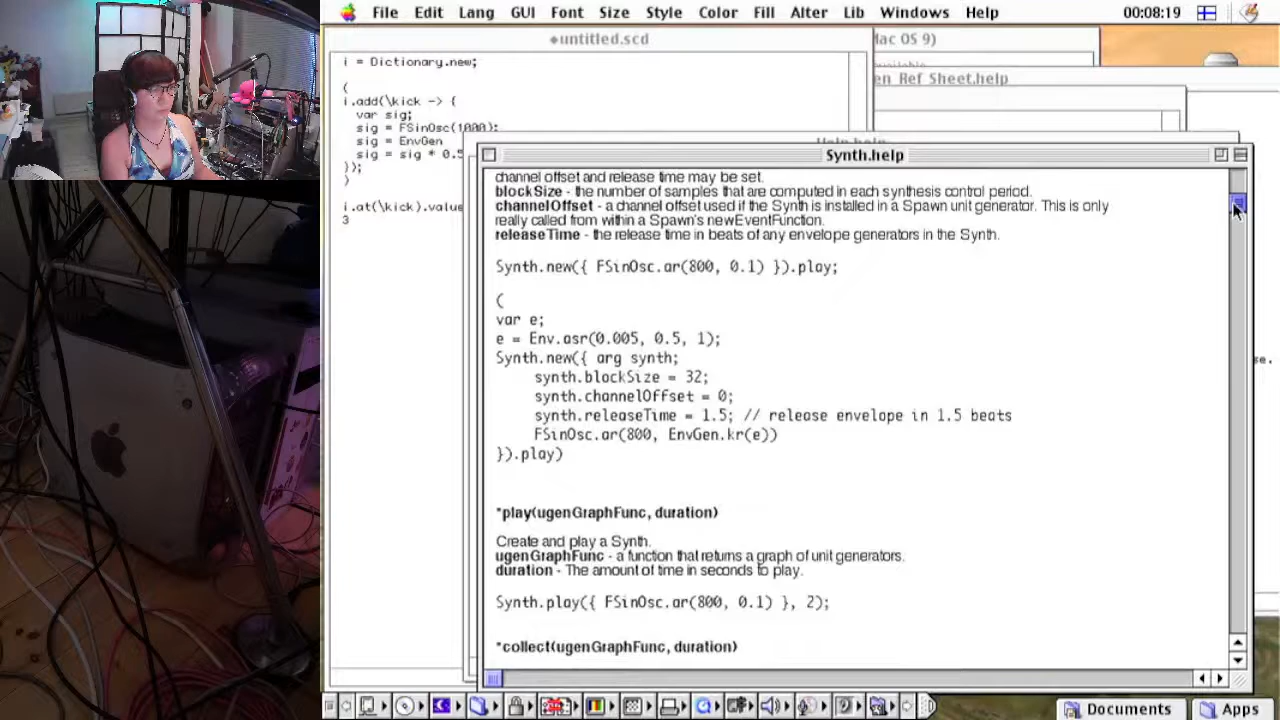 File Edit Lang GUI Font Size Style Color Fill Alter Lib Windows Help 00:08:19
◆untitled.scd
Mac OS 9)
en_Ref_Sheet.help
i = Dictionary.new;
(
i.add(\kick -> {
var sig;
sig = FSinOsc(1000);
sig = EnvGen
sig = sig * 0.5
});
)
i.at(\kick).value
3
Help.help
Synth.help
channel offset and release time may be set.
blockSize - the number of samples that are computed in each synthesis control period.
channelOffset - a channel offset used if the Synth is installed in a Spawn unit generator. This is only
really called from within a Spawn's newEventFunction.
releaseTime - the release time in beats of any envelope generators in the Synth.
Synth.new({ FSinOsc.ar(800, 0.1) }).play;
(
var e;
e = Env.asr(0.005, 0.5, 1);
Synth.new({ arg synth;
synth.blockSize = 32;
synth.channelOffset = 0;
synth.releaseTime = 1.5; // release envelope in 1.5 beats
FSinOsc.ar(800, EnvGen.kr(e))
}).play)
*play(ugenGraphFunc, duration)
Create and play a Synth.
ugenGraphFunc - a function that returns a graph of unit generators.
duration - The amount of time in seconds to play.
Synth.play({ FSinOsc.ar(800, 0.1) }, 2);
*collect(ugenGraphFunc, duration)
Documents Apps